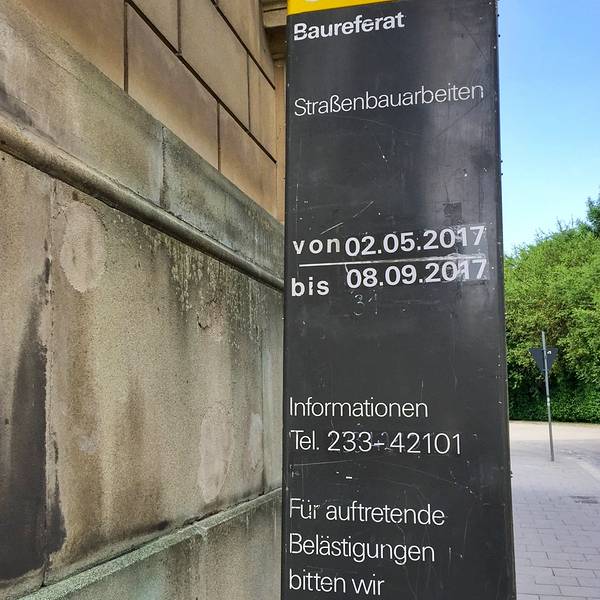 Baureferat
Straßenbauarbeiten
von 02.05.2017
bis 08.09.2017
Informationen
Tel. 233-42101
Für auftretende
Belästigungen
bitten wir